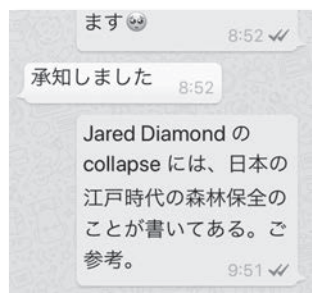 ます🥺
8:52
承知しました
8:52
Jared Diamond の
collapse には、日本の
江戸時代の森林保全の
ことが書いてある。ご
参考。
9:51